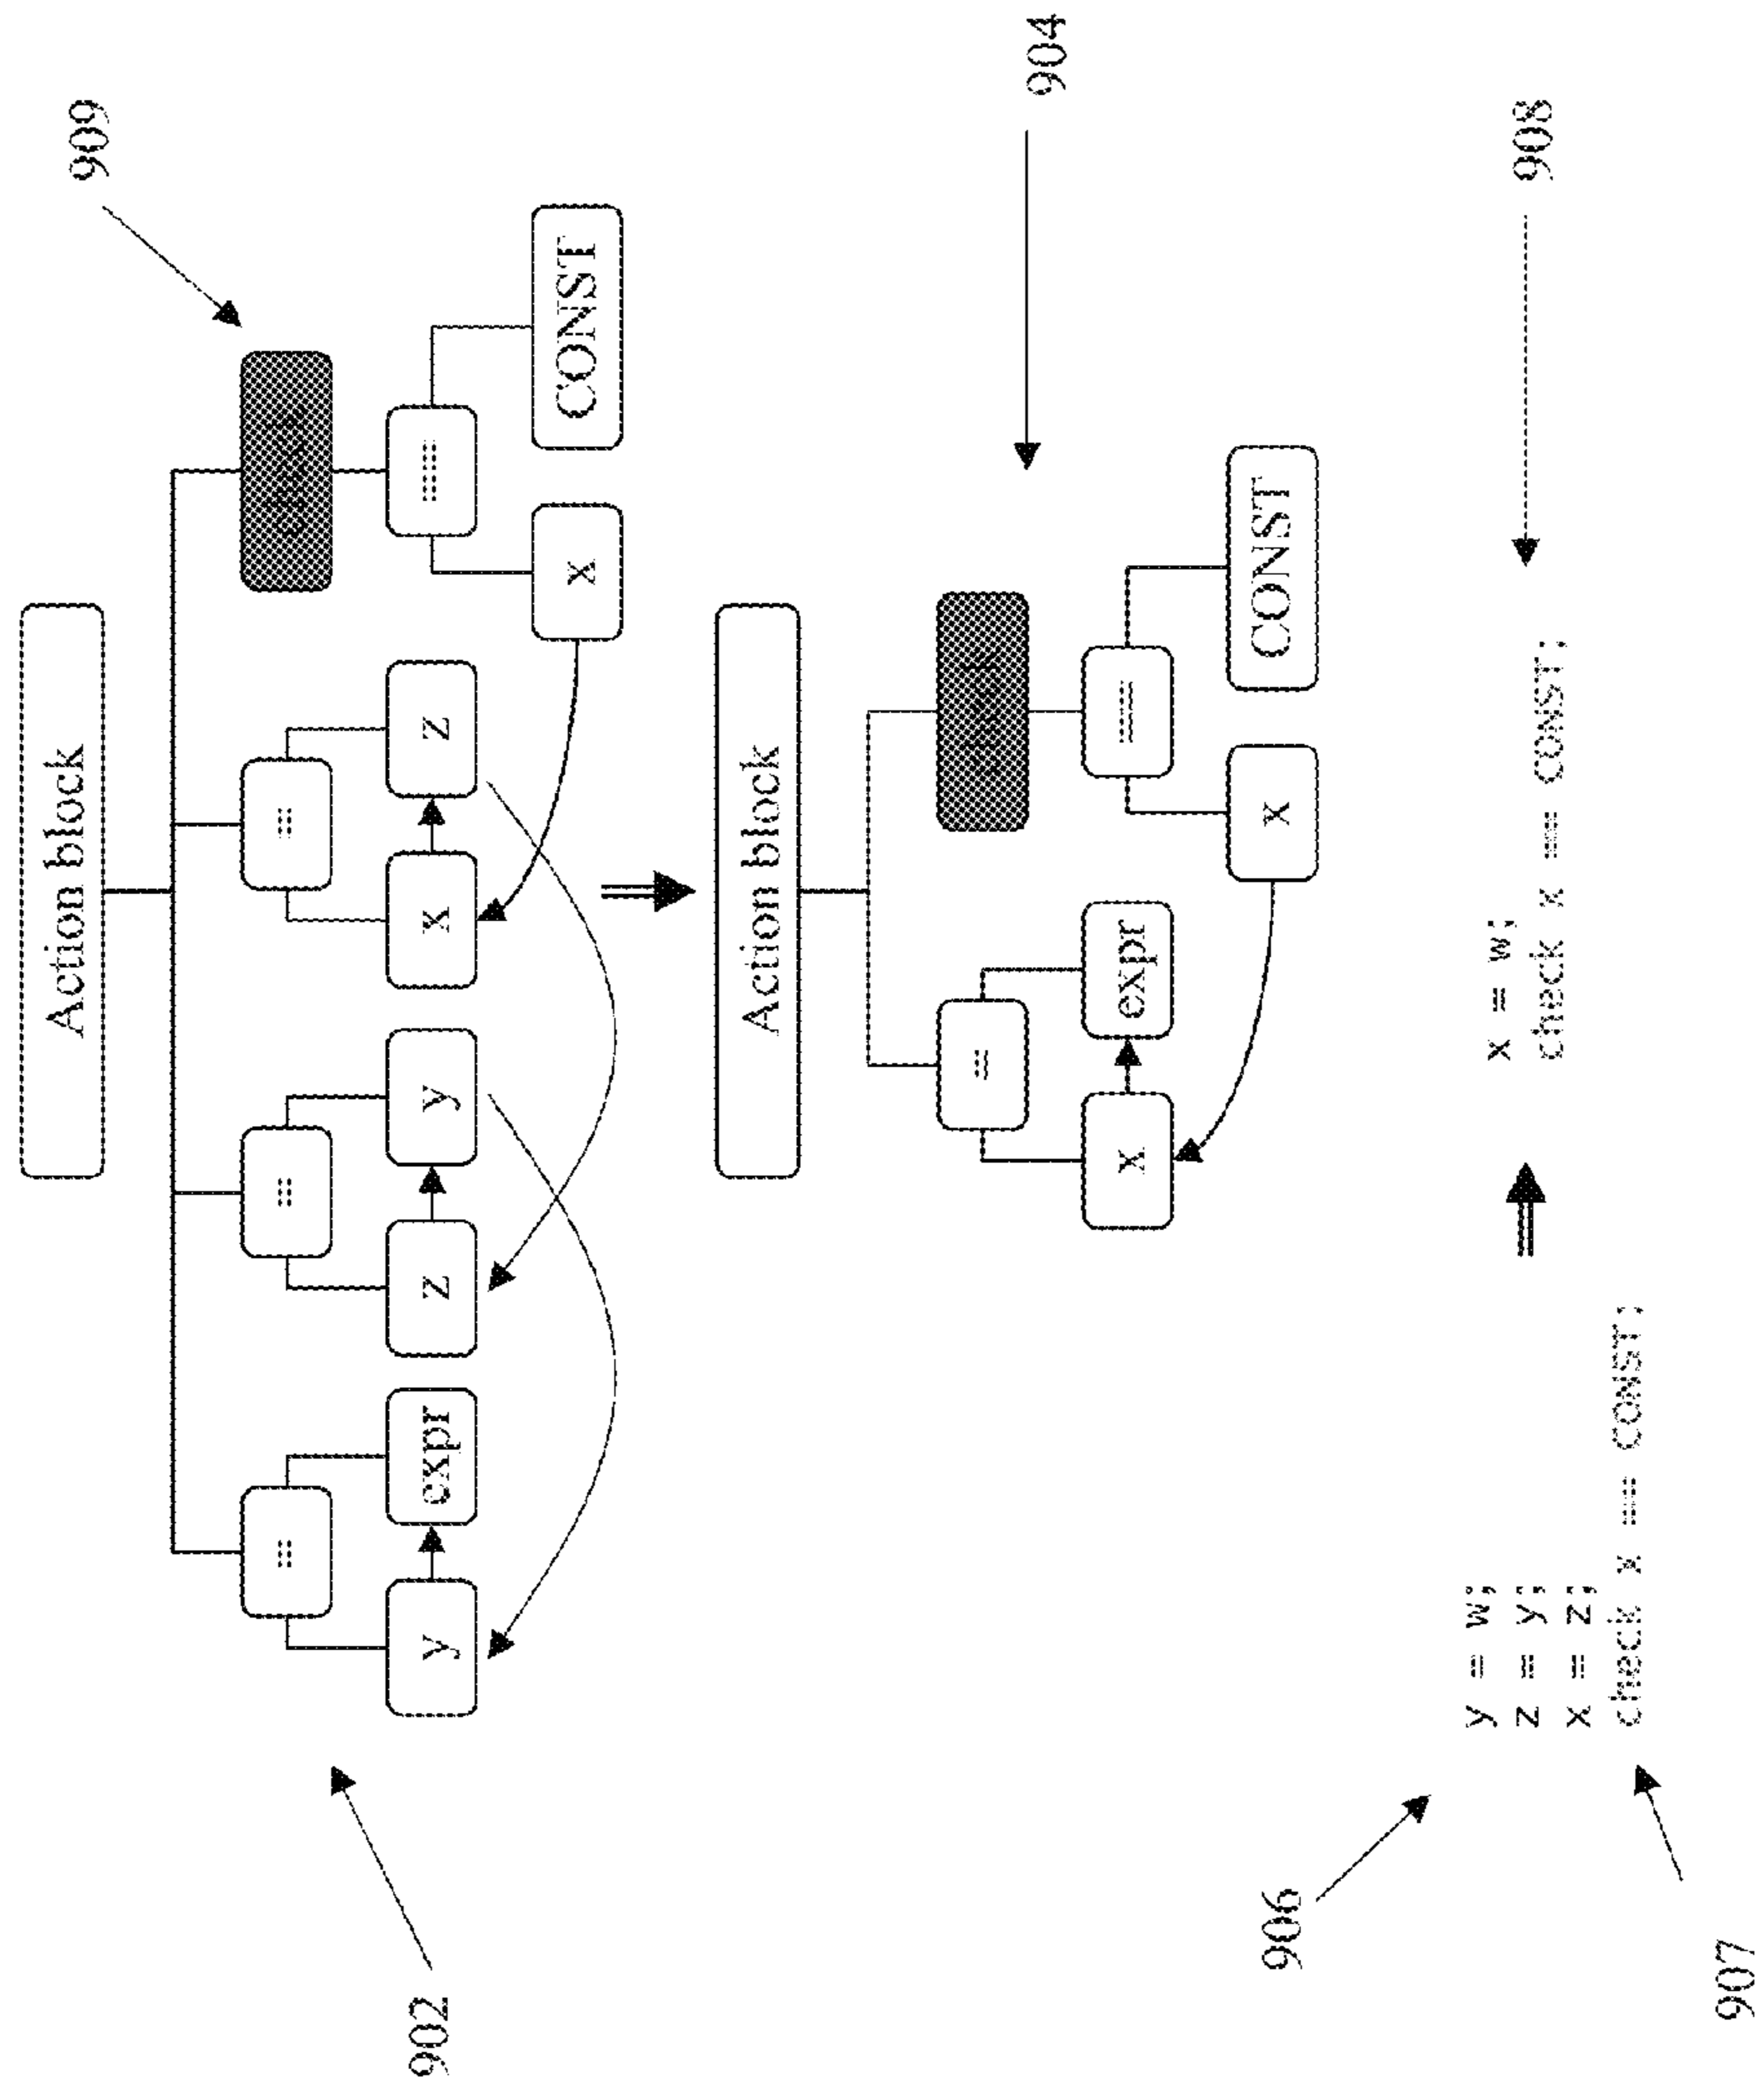 909
Action block
= = =
y expr z y x z ==
x CONST
902
904
Action block
= ==
x expr x CONST
906
y = w;
z = y;
x = z;
check x == CONST;
907
x = w;
check x == CONST;
908